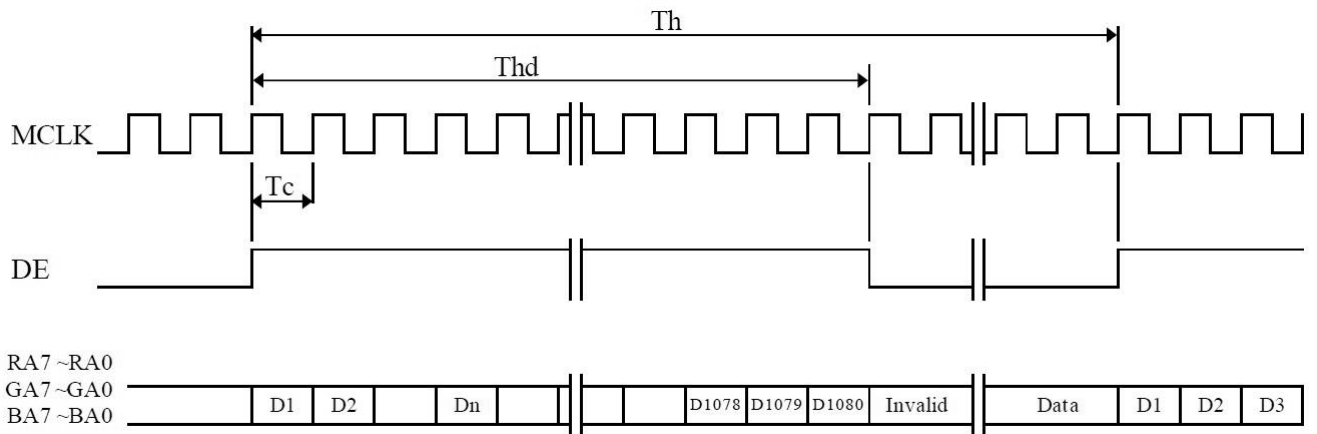 Th
Thd
MCLK
Tc
DE
RA7 ~RA0
GA7 ~GA0
BA7 ~BA0
D1 D2 Dn D1078 D1079 D1080 Invalid Data D1 D2 D3